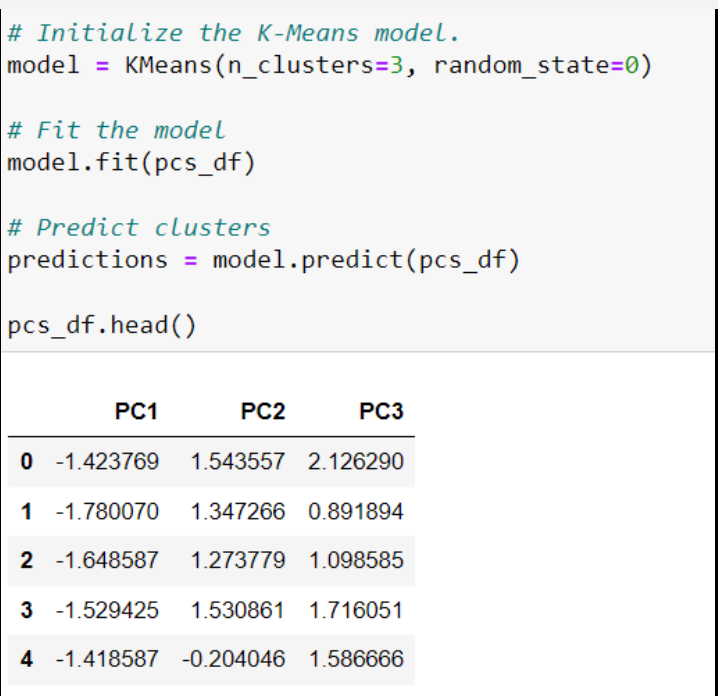 # Initialize the K-Means model.
model = KMeans(n_clusters=3, random_state=0)
# Fit the model
model.fit(pcs_df)
# Predict clusters
predictions = model.predict(pcs_df)
pcs_df.head()
PC1 PC2 PC3
0 -1.423769 1.543557 2.126290
1 -1.780070 1.347266 0.891894
2 -1.648587 1.273779 1.098585
3 -1.529425 1.530861 1.716051
4 -1.418587 -0.204046 1.586666